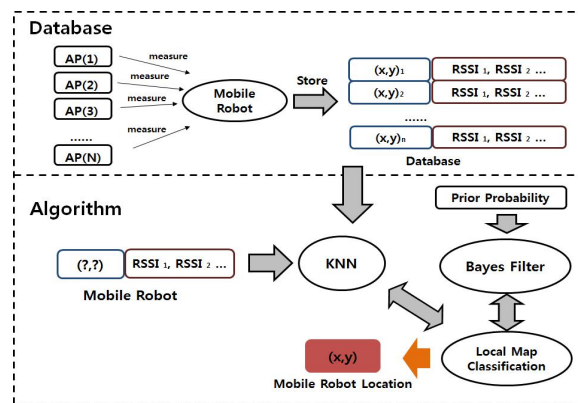 Database
AP(1)
AP(2)
AP(3)
......
AP(N)
measure
measure
measure
measure
Mobile
Robot
Store
(x,y)1 RSSI 1, RSSI 2 ...
(x,y)2 RSSI 1, RSSI 2 ...
......
(x,y)n RSSI 1, RSSI 2 ...
Database
Algorithm
Prior Probability
(?,?) RSSI 1, RSSI 2 ...
Mobile Robot
KNN
Bayes Filter
(x,y)
Mobile Robot Location
Local Map
Classification